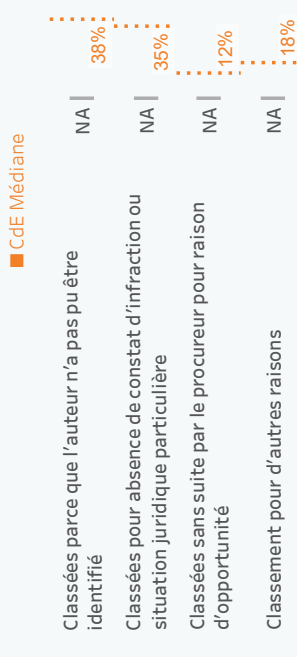 CdE Médiane
Classées parce que l'auteur n'a pas pu être
identifié
NA
38%
Classées pour absence de constat d'infraction ou
situation juridique particulière
NA
35%
Classées sans suite par le procureur pour raison
d'opportunité
NA
12%
Classement pour d'autres raisons
NA
18%